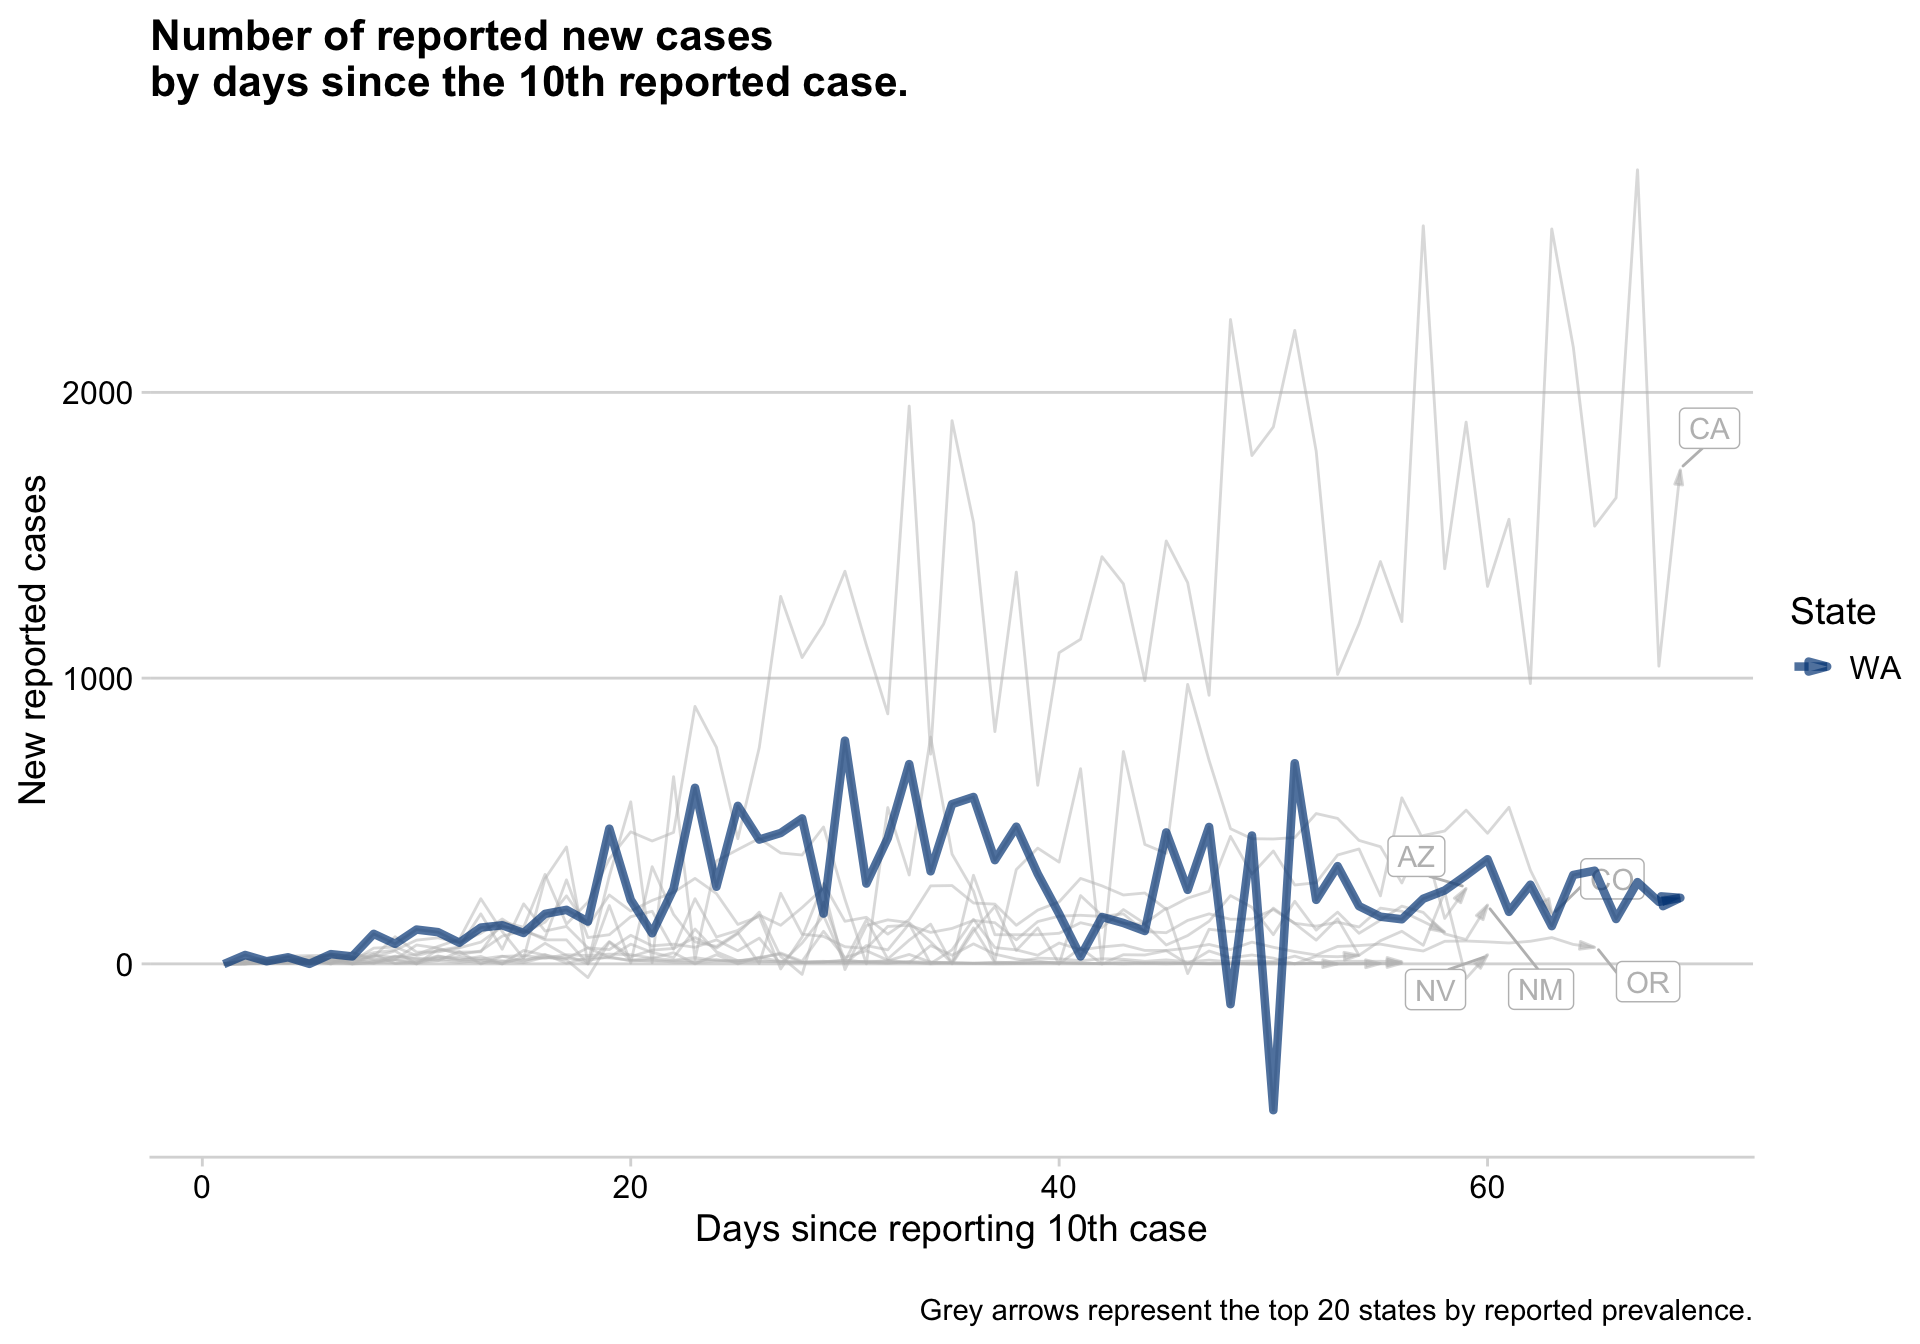 Number of reported new cases
by days since the 10th reported case.
New reported cases
2000
1000
0
CA
AZ
CO
NV
NM
OR
State
WA
0
20
40
60
Days since reporting 10th case
Grey arrows represent the top 20 states by reported prevalence.